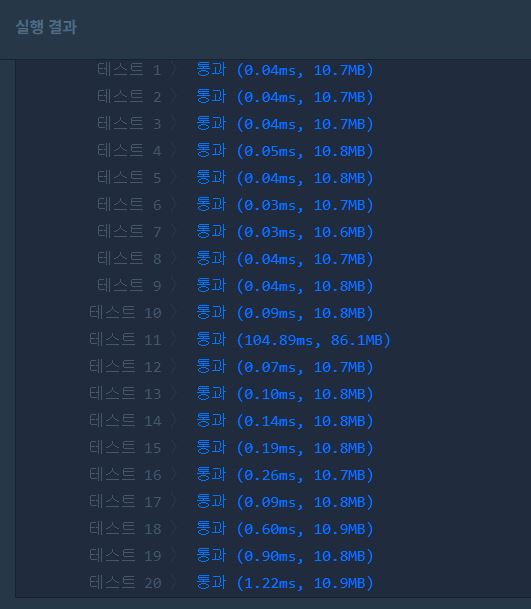 실행 결과
테스트 1 〉 통과 (0.04ms, 10.7MB)
테스트 2 〉 통과 (0.04ms, 10.7MB)
테스트 3 〉 통과 (0.04ms, 10.7MB)
테스트 4 〉 통과 (0.05ms, 10.8MB)
테스트 5 〉 통과 (0.04ms, 10.8MB)
테스트 6 〉 통과 (0.03ms, 10.7MB)
테스트 7 〉 통과 (0.03ms, 10.6MB)
테스트 8 〉 통과 (0.04ms, 10.7MB)
테스트 9 〉 통과 (0.04ms, 10.8MB)
테스트 10 〉 통과 (0.09ms, 10.8MB)
테스트 11 〉 통과 (104.89ms, 86.1MB)
테스트 12 〉 통과 (0.07ms, 10.7MB)
테스트 13 〉 통과 (0.10ms, 10.8MB)
테스트 14 〉 통과 (0.14ms, 10.8MB)
테스트 15 〉 통과 (0.19ms, 10.8MB)
테스트 16 〉 통과 (0.26ms, 10.7MB)
테스트 17 〉 통과 (0.09ms, 10.8MB)
테스트 18 〉 통과 (0.60ms, 10.9MB)
테스트 19 〉 통과 (0.90ms, 10.8MB)
테스트 20 〉 통과 (1.22ms, 10.9MB)